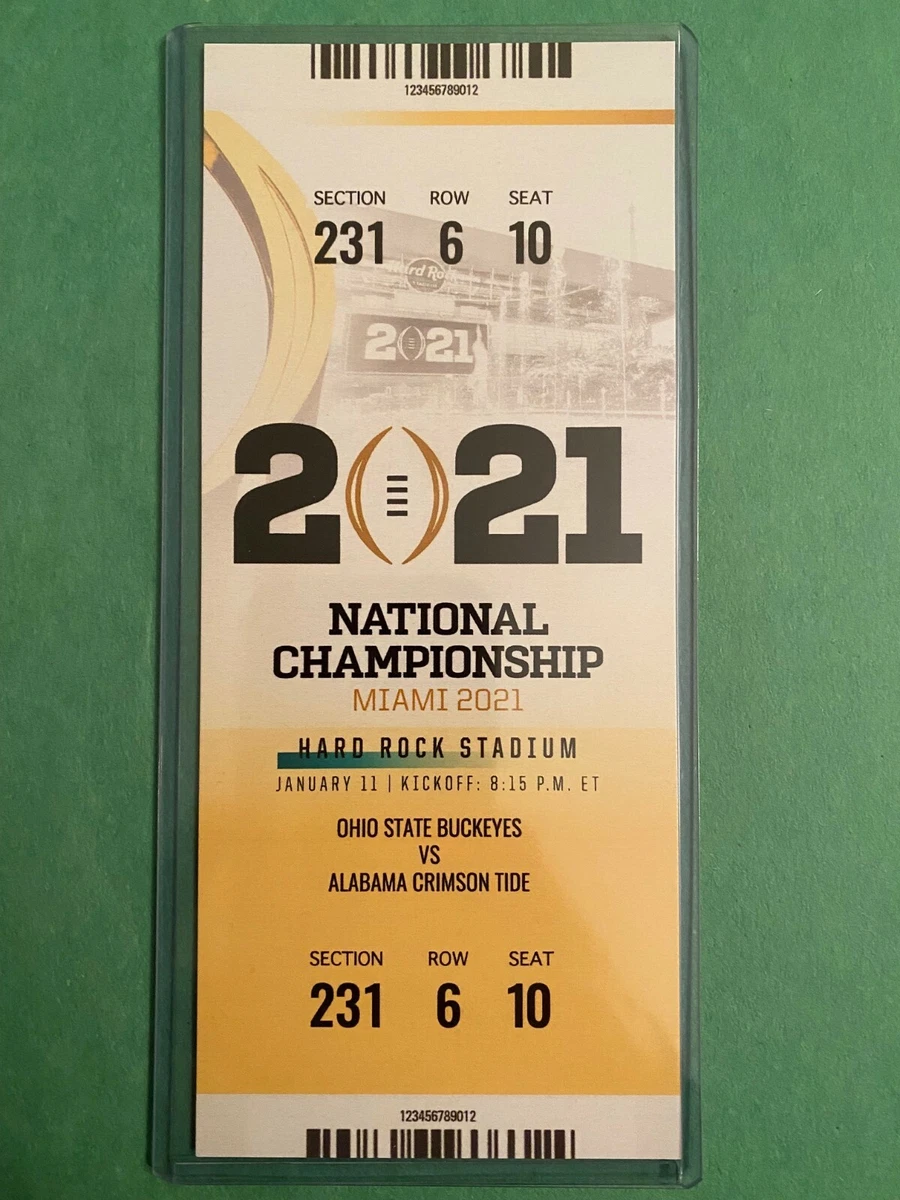 123456789012
SECTION ROW SEAT
231 6 10
Hard Rock
2021
2021
NATIONAL
CHAMPIONSHIP
MIAMI 2021
HARD ROCK STADIUM
JANUARY 11 | KICKOFF: 8:15 P.M. ET
OHIO STATE BUCKEYES
VS
ALABAMA CRIMSON TIDE
SECTION ROW SEAT
231 6 10
123456789012